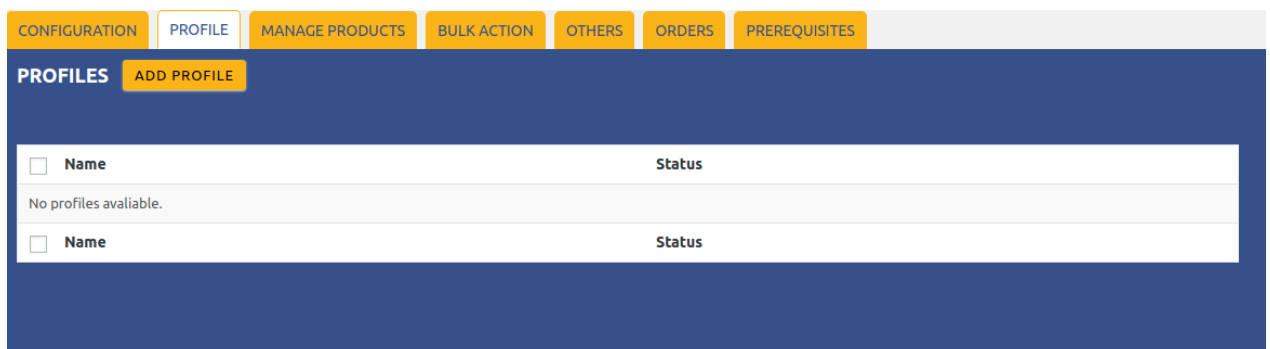 CONFIGURATION PROFILE MANAGE PRODUCTS BULK ACTION OTHERS ORDERS PREREQUISITES
PROFILES ADD PROFILE
Name Status
No profiles avaliable.
Name Status